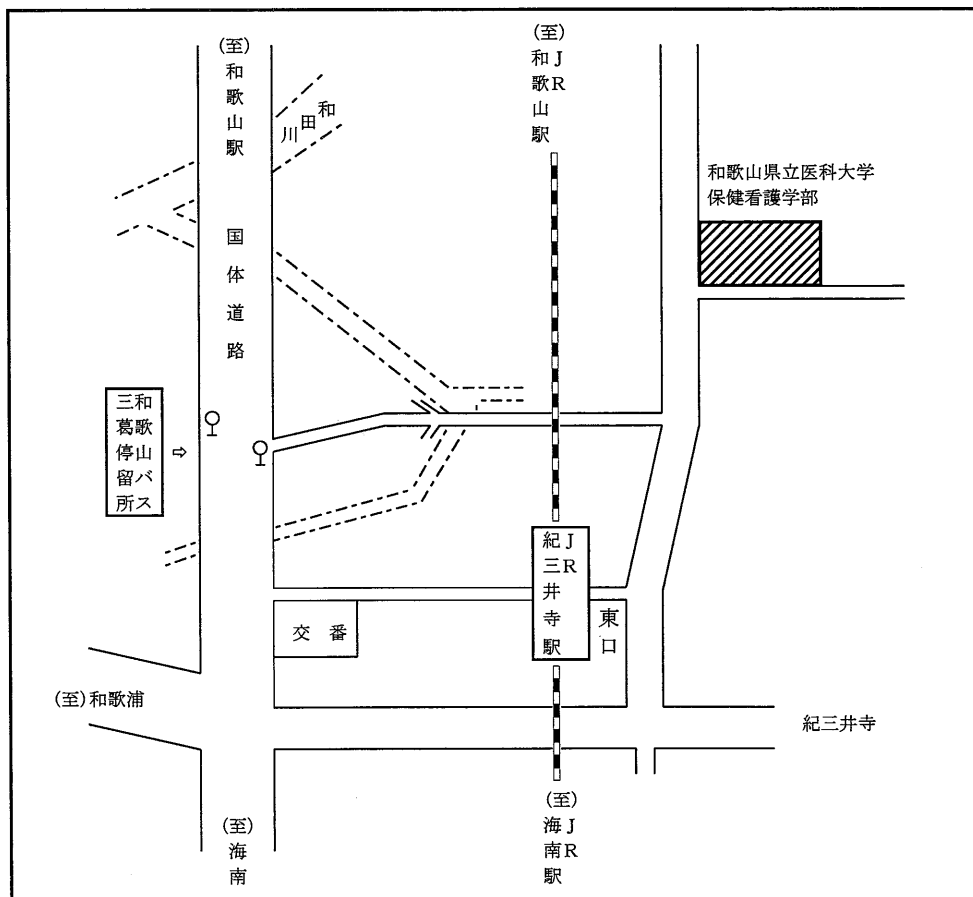 (至)和歌山駅
(至)JR和歌山駅
和田川
和歌山県立医科大学
保健看護学部
国体道路
和歌山バス
三葛停留所
⇨
JR
紀三井寺駅
東口
交番
(至)和歌浦
紀三井寺
(至)海南
(至)JR海南駅